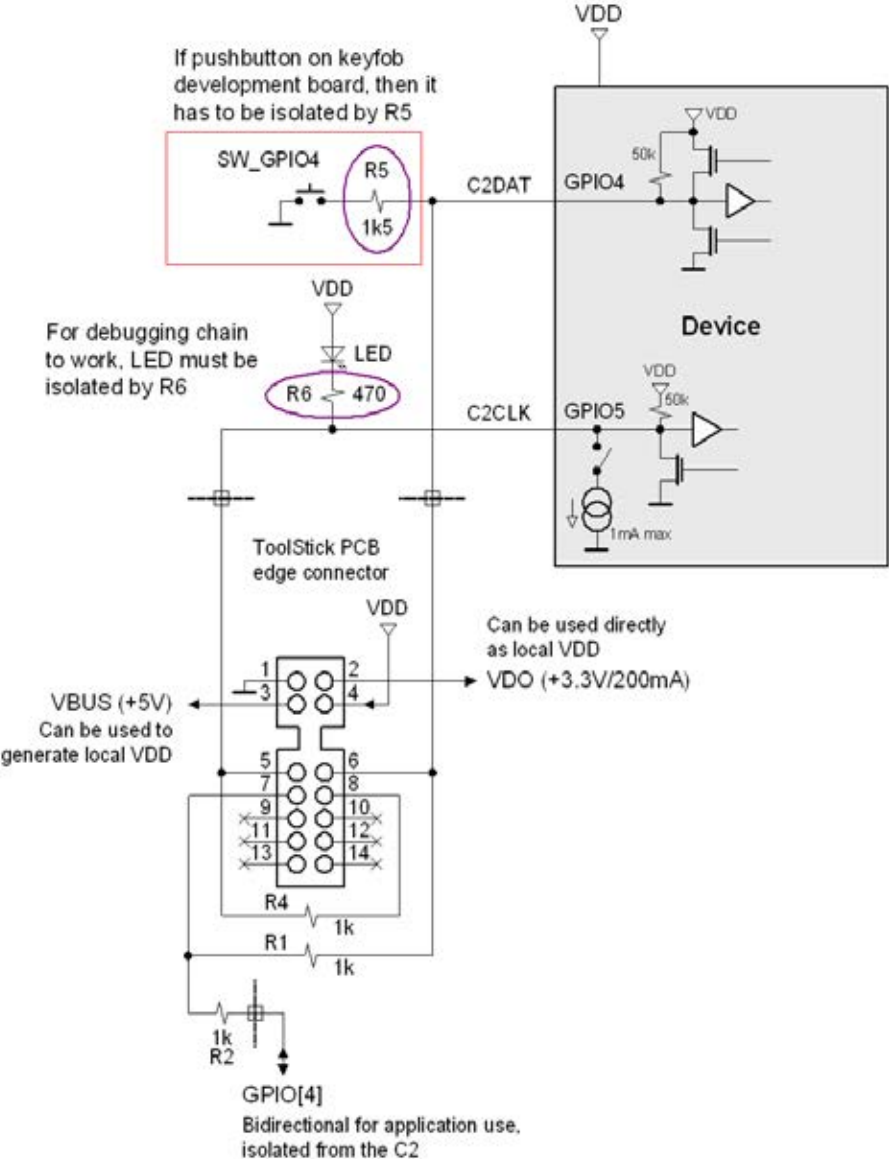 VDD
If pushbutton on keyfob
development board, then it
has to be isolated by R5
SW_GPIO4
R5
1k5
C2DAT
GPIO4
VDD
50k
Device
VDD
For debugging chain
to work, LED must be
isolated by R6
LED
R6
470
C2CLK
GPIO5
VDD
50k
1mA max
ToolStick PCB
edge connector
VDD
Can be used directly
as local VDD
VDO (+3.3V/200mA)
VBUS (+5V)
Can be used to
generate local VDD
1
2
3
4
5
6
7
8
9
10
11
12
13
14
R4
1k
R1
1k
1k
R2
GPIO[4]
Bidirectional for application use,
isolated from the C2